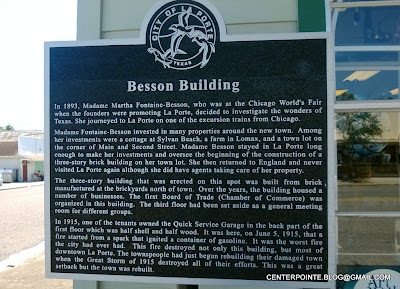 CITY OF LA PORTE
TEXAS
Besson Building
In 1893, Madame Martha Fontaine-Besson, who was at the Chicago World's Fair
when the founders were promoting La Porte, decided to investigate the wonders of
Texas. She journeyed to La Porte on one of the excursion trains from Chicago.
Madame Fontaine-Besson invested in many properties around the new town. Among
her investments were a cottage at Sylvan Beach, a farm in Lomax, and a town lot on
the corner of Main and Second Street. Madame Besson stayed in La Porte long
enough to make her investments and oversee the beginning of the construction of a
three-story brick building on her town lot. She then returned to England and never
visited La Porte again although she did have agents taking care of her property.
The three-story building that was erected on this spot was built from brick,
manufactured at the brickyards north of town. Over the years, the building housed a
number of businesses. The first Board of Trade (Chamber of Commerce) was
organized in this building. The third floor had been set aside as a general meeting
room for different groups.
In 1915, one of the tenants owned the Quick Service Garage in the back part of the
first floor which was half shell and half wood. It was here, on June 5, 1915, that a
fire started from a spark that ignited a container of gasoline. It was the worst fire
the city had ever had. This fire destroyed not only this building, but most of
downtown La Porte. The townspeople had just begun rebuilding their damaged town
when the Great Storm of 1915 destroyed all of their efforts. This was a great
setback but the town was rebuilt.
CENTERPOINTE.BLOG@GMAIL.COM